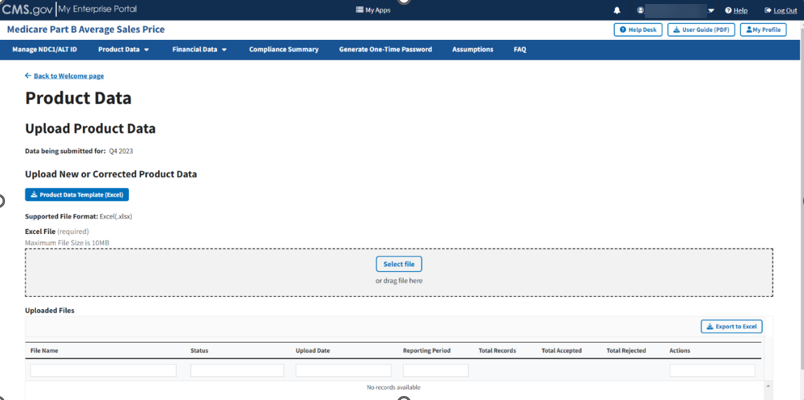 CMS.gov | My Enterprise Portal My Apps Help Log Out
Medicare Part B Average Sales Price Help Desk User Guide (PDF) My Profile
Manage NDC1/ALT ID Product Data Financial Data Compliance Summary Generate One-Time Password Assumptions FAQ
Back to Welcome page
Product Data
Upload Product Data
Data being submitted for: Q4 2023
Upload New or Corrected Product Data
Product Data Template (Excel)
Supported File Format: Excel(.xlsx)
Excel File (required)
Maximum File Size is 10MB
Select file
or drag file here
Uploaded Files
Export to Excel
File Name Status Upload Date Reporting Period Total Records Total Accepted Total Rejected Actions
No records available